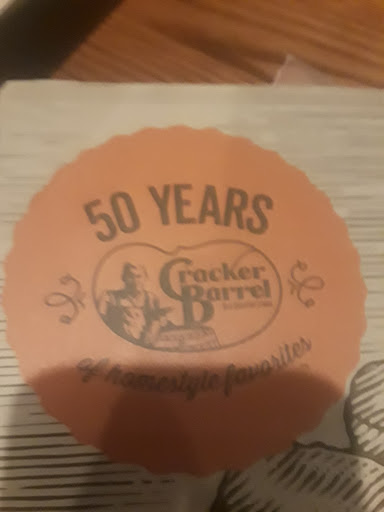 50 YEARS
Cracker
Barrel
of homestyle favorites